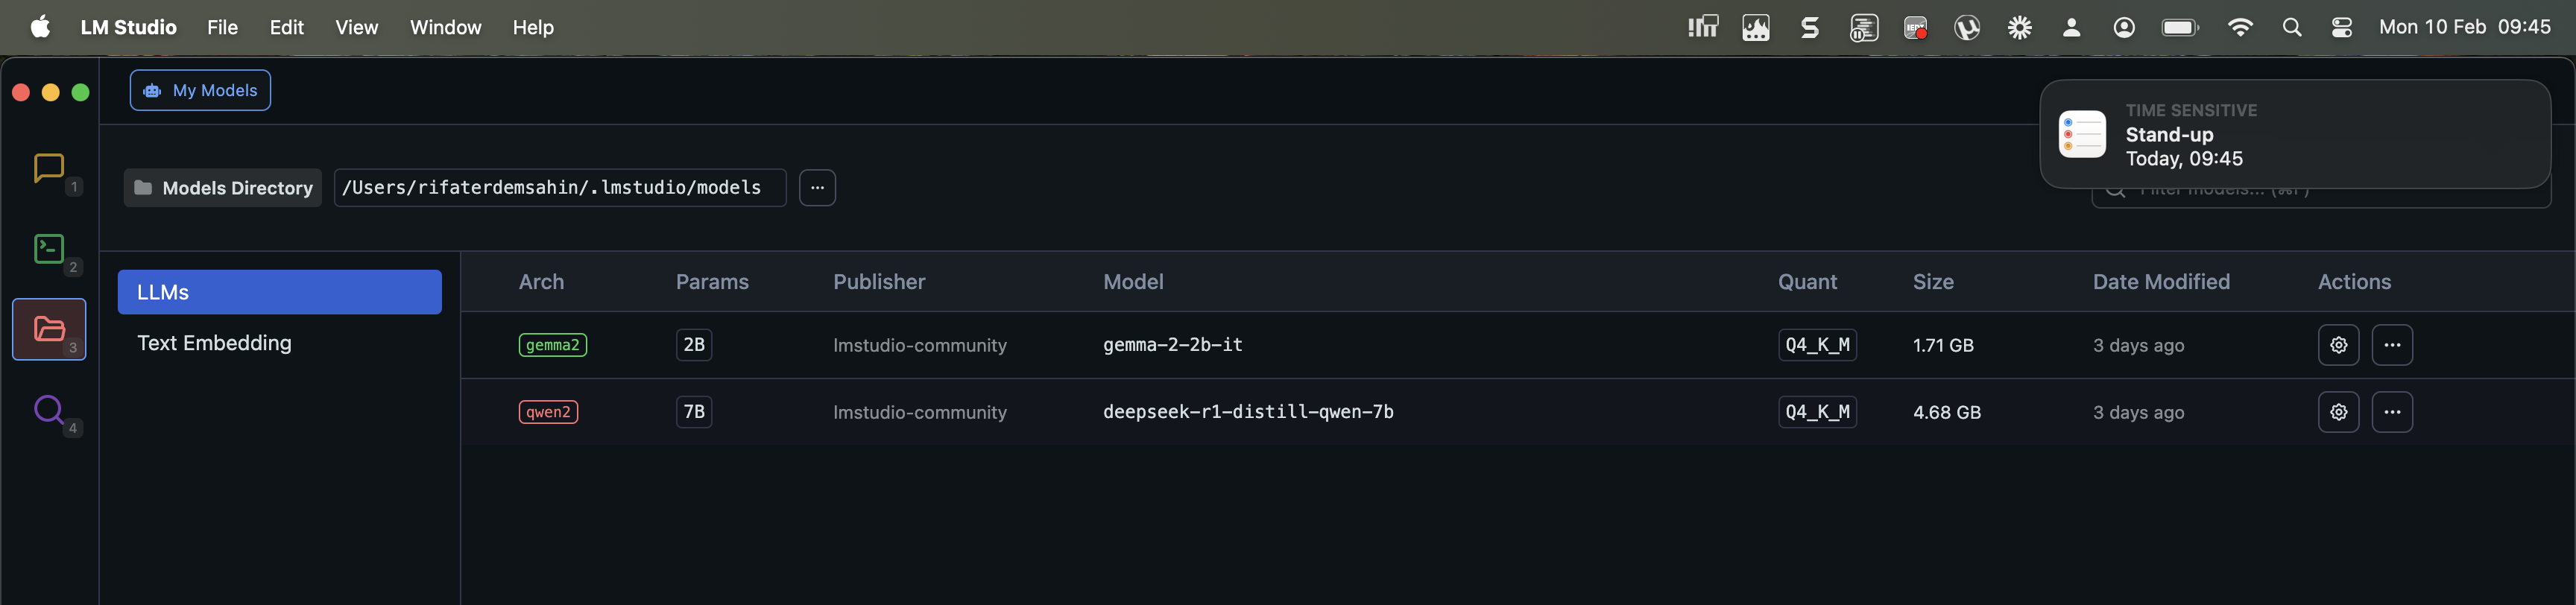 LM Studio File Edit View Window Help Mon 10 Feb 09:45
My Models
TIME SENSITIVE
Stand-up
Today, 09:45
1
Models Directory /Users/rifaterdemsahin/.lmstudio/models
Filter models... (⌘F)
2
LLMs
Text Embedding
3
4
Arch Params Publisher Model Quant Size Date Modified Actions
gemma2 2B lmstudio-community gemma-2-2b-it Q4_K_M 1.71 GB 3 days ago
qwen2 7B lmstudio-community deepseek-r1-distill-qwen-7b Q4_K_M 4.68 GB 3 days ago